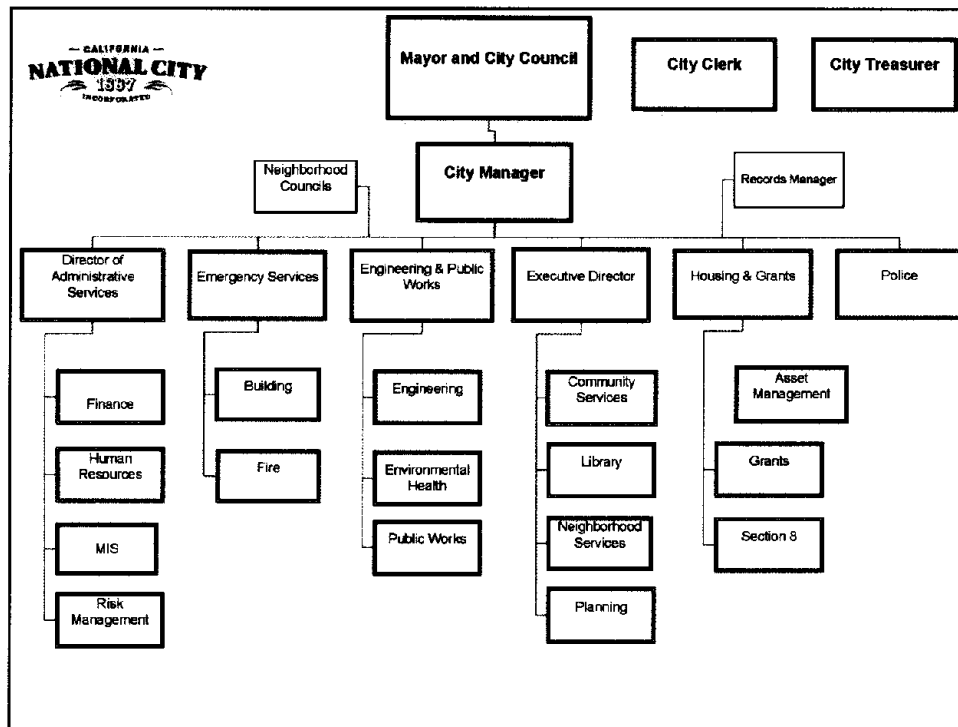 CALIFORNIA
NATIONAL CITY
1887
INCORPORATED
Mayor and City Council
City Clerk
City Treasurer
City Manager
Neighborhood
Councils
Records Manager
Director of
Administrative
Services
Emergency Services
Engineering & Public
Works
Executive Director
Housing & Grants
Police
Finance
Human
Resources
MIS
Risk
Management
Building
Fire
Engineering
Environmental
Health
Public Works
Community
Services
Library
Neighborhood
Services
Planning
Asset
Management
Grants
Section 8